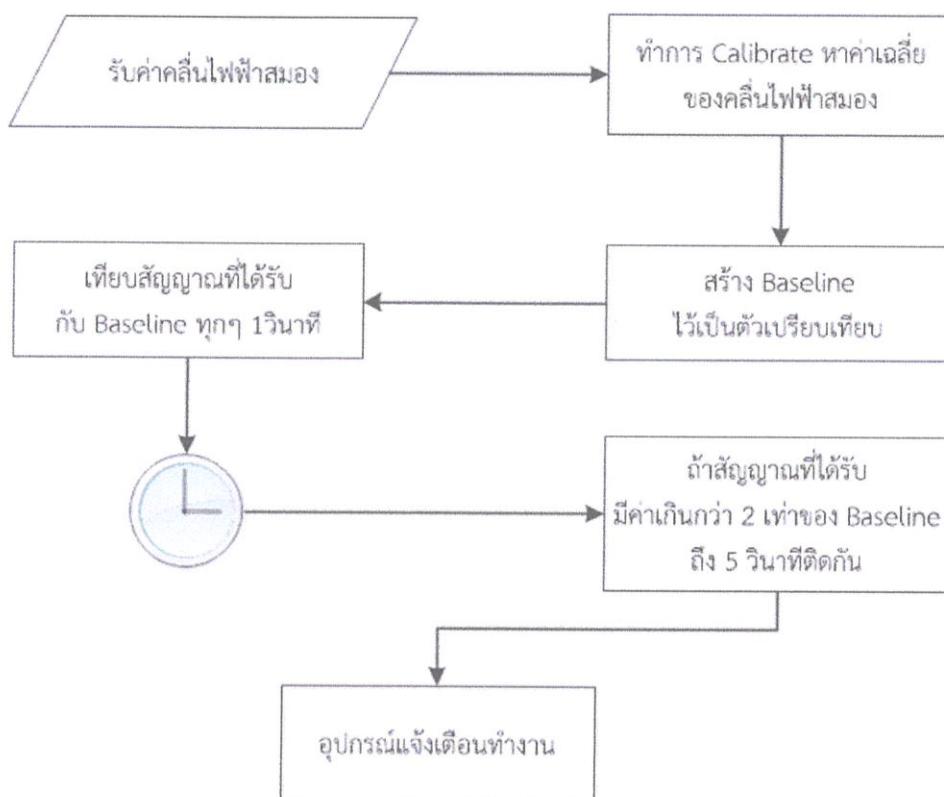 รับค่าคลื่นไฟฟ้าสมอง
ทำการ Calibrate หาค่าเฉลี่ย
ของคลื่นไฟฟ้าสมอง
สร้าง Baseline
ไว้เป็นตัวเปรียบเทียบ
เทียบสัญญาณที่ได้รับ
กับ Baseline ทุกๆ 1วินาที
ถ้าสัญญาณที่ได้รับ
มีค่าเกินกว่า 2 เท่าของ Baseline
ถึง 5 วินาทีติดกัน
อุปกรณ์แจ้งเตือนทำงาน